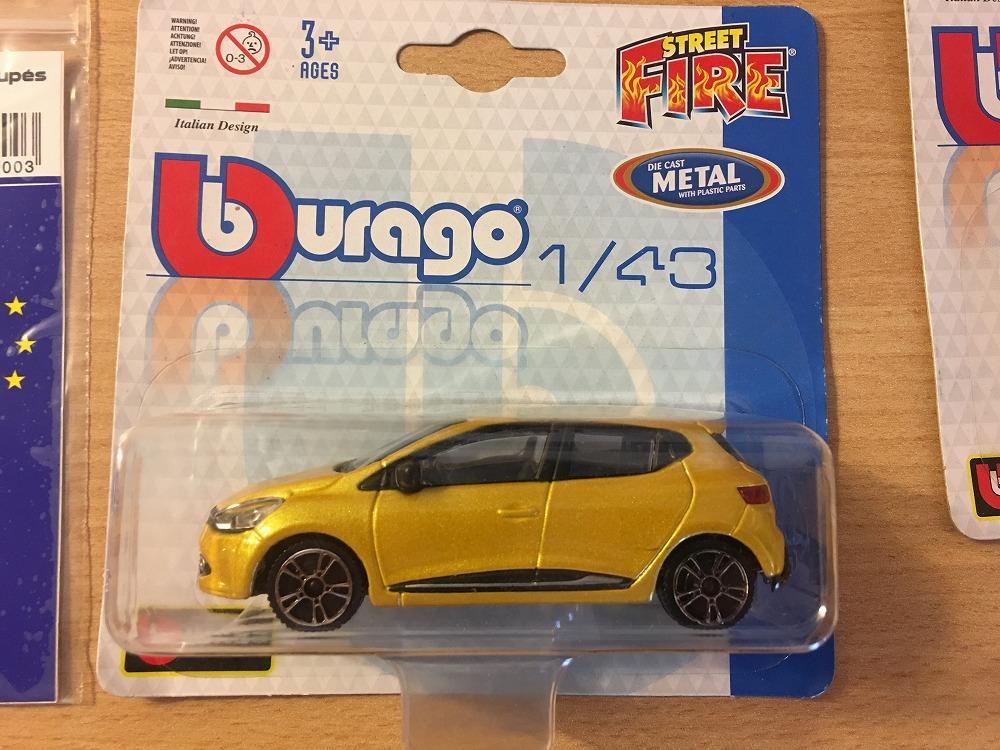 WARNING!
ATTENTION!
ACHTUNG!
ATTENZIONE!
LET OP!
¡ADVERTENCIA!
AVISO!
0-3
3+
AGES
STREET
FIRE®
Italian Design
DIE CAST
METAL
WITH PLASTIC PARTS
burago®
1/43
upés
003